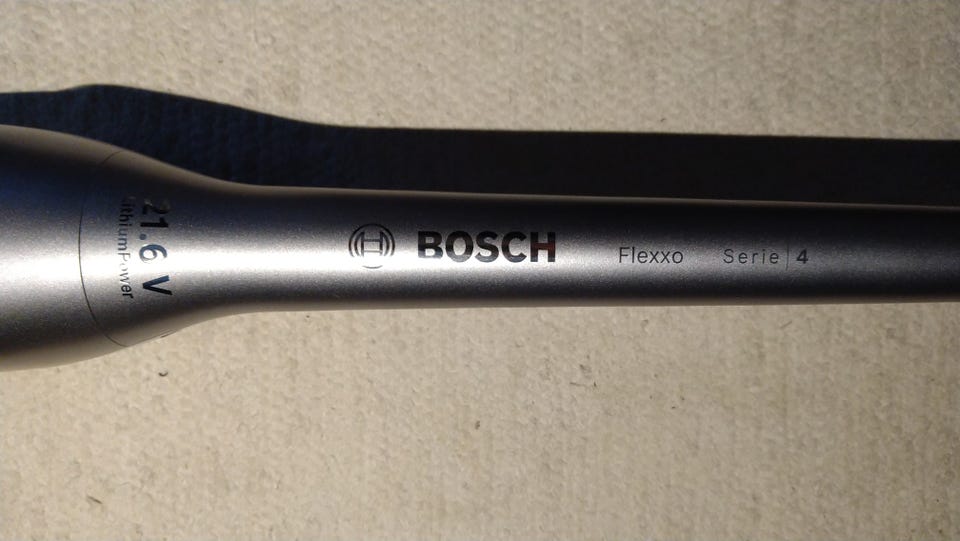 21.6 V
LithiumPower
BOSCH Flexxo Serie | 4